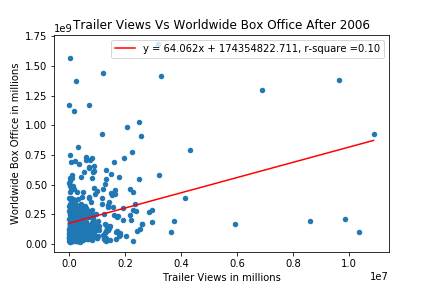 Trailer Views Vs Worldwide Box Office After 2006
1e9
y = 64.062x + 174354822.711, r-square =0.10
1.75
1.50
1.25
1.00
0.75
0.50
0.25
0.00
Worldwide Box Office in millions
0.0 0.2 0.4 0.6 0.8 1.0
1e7
Trailer Views in millions